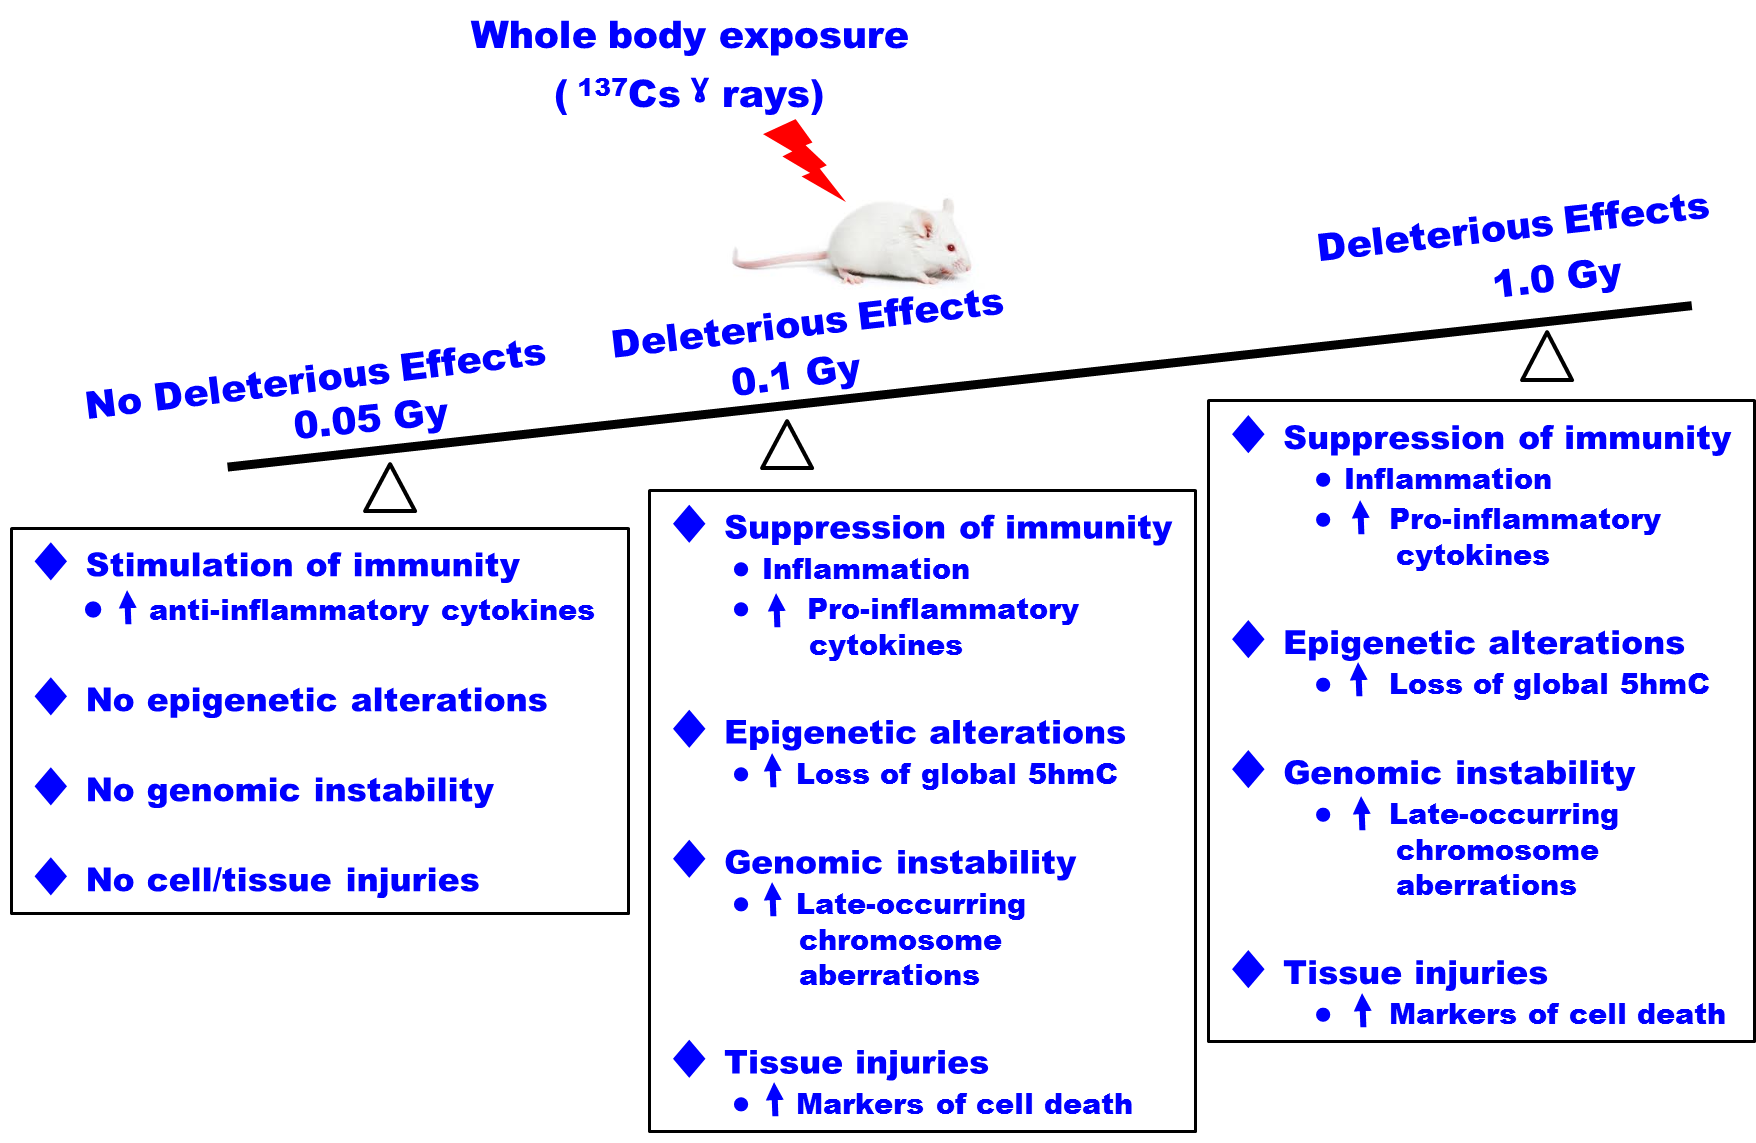 Whole body exposure
( ¹³⁷Cs ɣ rays)
No Deleterious Effects
0.05 Gy
Deleterious Effects
0.1 Gy
Deleterious Effects
1.0 Gy
◆ Stimulation of immunity
• ↑ anti-inflammatory cytokines
◆ No epigenetic alterations
◆ No genomic instability
◆ No cell/tissue injuries
◆ Suppression of immunity
• Inflammation
• ↑ Pro-inflammatory
cytokines
◆ Epigenetic alterations
• ↑ Loss of global 5hmC
◆ Genomic instability
• ↑ Late-occurring
chromosome
aberrations
◆ Tissue injuries
• ↑ Markers of cell death
◆ Suppression of immunity
• Inflammation
• ↑ Pro-inflammatory
cytokines
◆ Epigenetic alterations
• ↑ Loss of global 5hmC
◆ Genomic instability
• ↑ Late-occurring
chromosome
aberrations
◆ Tissue injuries
• ↑ Markers of cell death